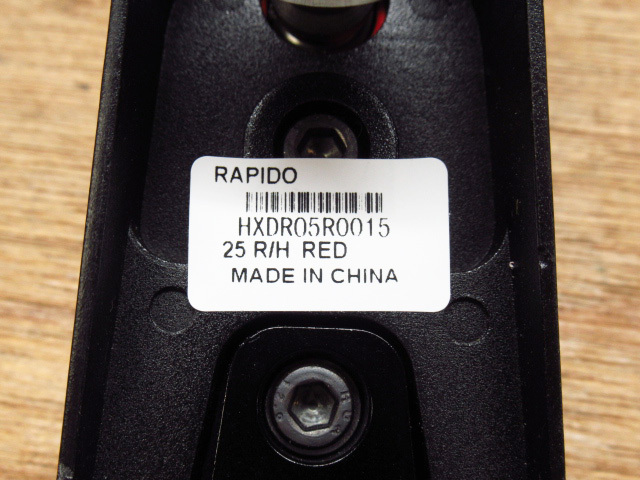 RAPIDO
HXDR05R0015
25 R/H RED
MADE IN CHINA